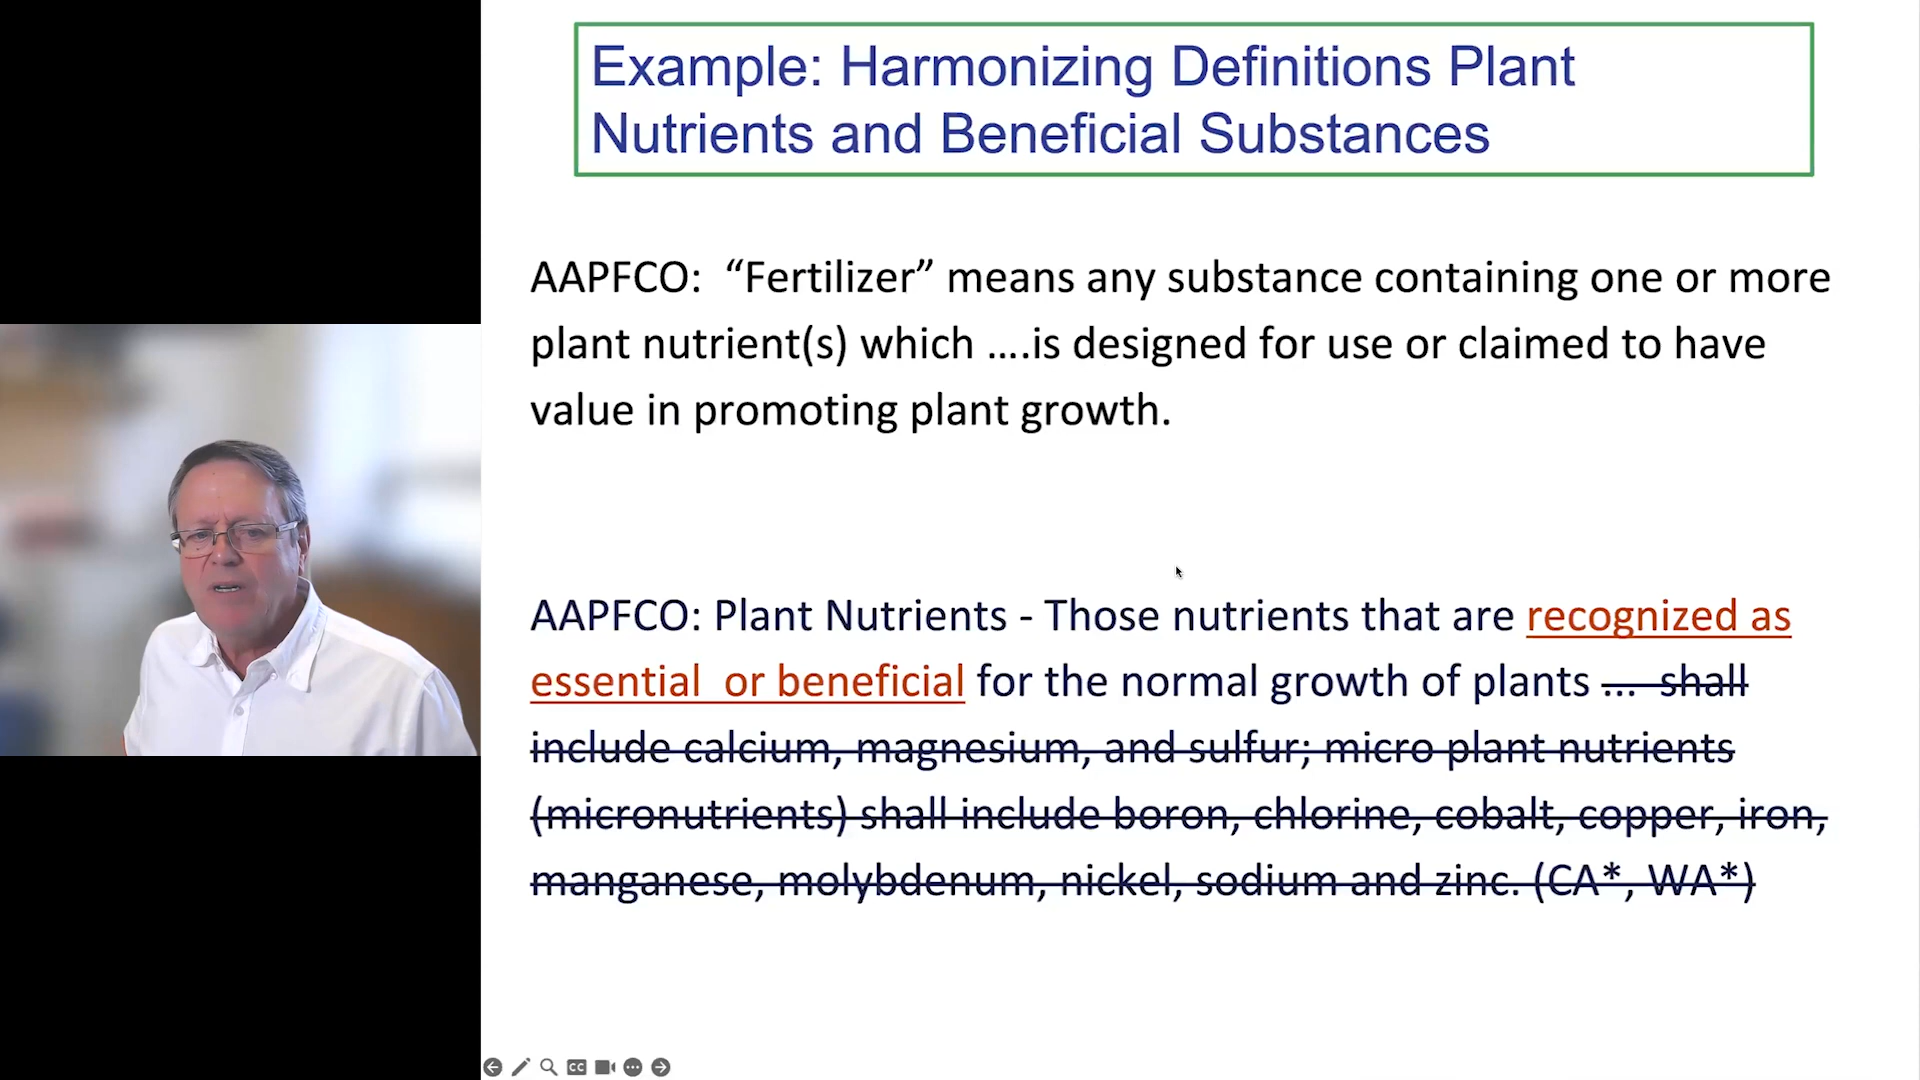 Example: Harmonizing Definitions Plant
Nutrients and Beneficial Substances
AAPFCO:  “Fertilizer” means any substance containing one or more
plant nutrient(s) which ....is designed for use or claimed to have
value in promoting plant growth.
AAPFCO: Plant Nutrients - Those nutrients that are recognized as
essential  or beneficial for the normal growth of plants ...  shall
include calcium, magnesium, and sulfur; micro plant nutrients
(micronutrients) shall include boron, chlorine, cobalt, copper, iron,
manganese, molybdenum, nickel, sodium and zinc. (CA*, WA*)
CC